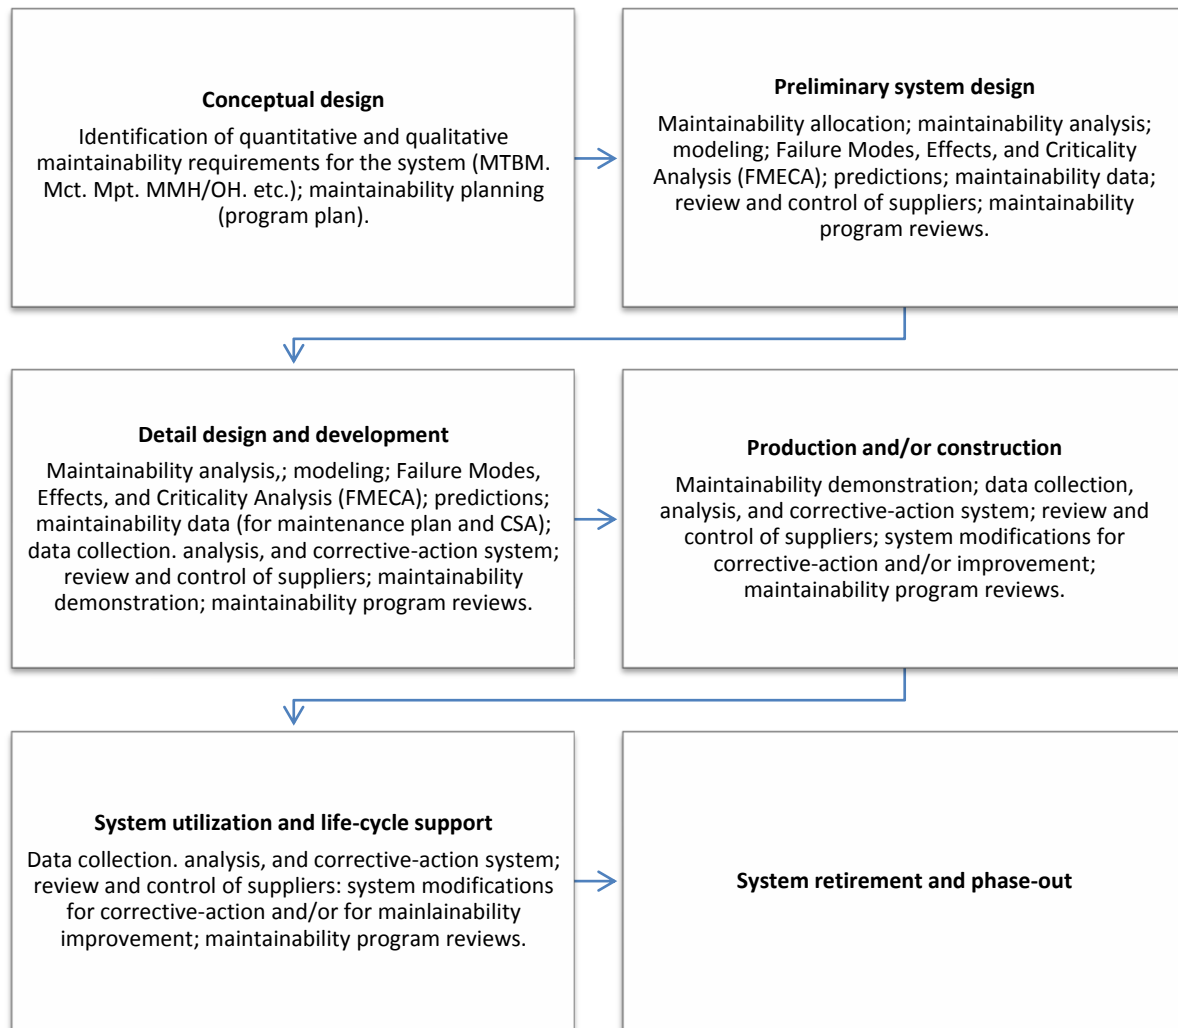 Conceptual design
Identification of quantitative and qualitative
maintainability requirements for the system (MTBM.
Mct. Mpt. MMH/OH. etc.); maintainability planning
(program plan).
Preliminary system design
Maintainability allocation; maintainability analysis;
modeling; Failure Modes, Effects, and Criticality
Analysis (FMECA); predictions; maintainability data;
review and control of suppliers; maintainability
program reviews.
Detail design and development
Maintainability analysis,; modeling; Failure Modes,
Effects, and Criticality Analysis (FMECA); predictions;
maintainability data (for maintenance plan and CSA);
data collection. analysis, and corrective-action system;
review and control of suppliers; maintainability
demonstration; maintainability program reviews.
Production and/or construction
Maintainability demonstration; data collection,
analysis, and corrective-action system; review and
control of suppliers; system modifications for
corrective-action and/or improvement;
maintainability program reviews.
System utilization and life-cycle support
Data collection. analysis, and corrective-action system;
review and control of suppliers: system modifications
for corrective-action and/or for mainlainability
improvement; maintainability program reviews.
System retirement and phase-out